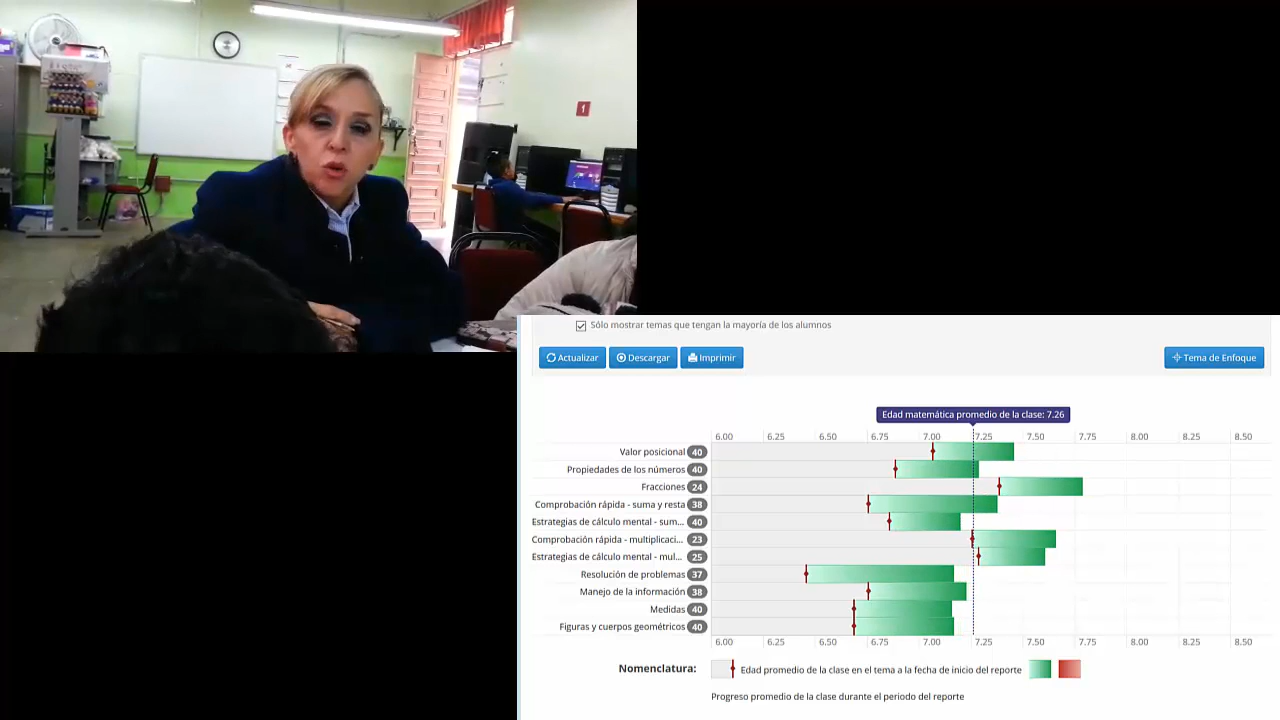 1
Sólo mostrar temas que tengan la mayoría de los alumnos
Actualizar Descargar Imprimir Tema de Enfoque
Edad matemática promedio de la clase: 7.26
6.00 6.25 6.50 6.75 7.00 7.25 7.50 7.75 8.00 8.25 8.50
Valor posicional 40
Propiedades de los números 40
Fracciones 24
Comprobación rápida - suma y resta 38
Estrategias de cálculo mental - sum... 40
Comprobación rápida - multiplicaci... 23
Estrategias de cálculo mental - mul... 25
Resolución de problemas 37
Manejo de la información 38
Medidas 40
Figuras y cuerpos geométricos 40
6.00 6.25 6.50 6.75 7.00 7.25 7.50 7.75 8.00 8.25 8.50
Nomenclatura: Edad promedio de la clase en el tema a la fecha de inicio del reporte
Progreso promedio de la clase durante el periodo del reporte